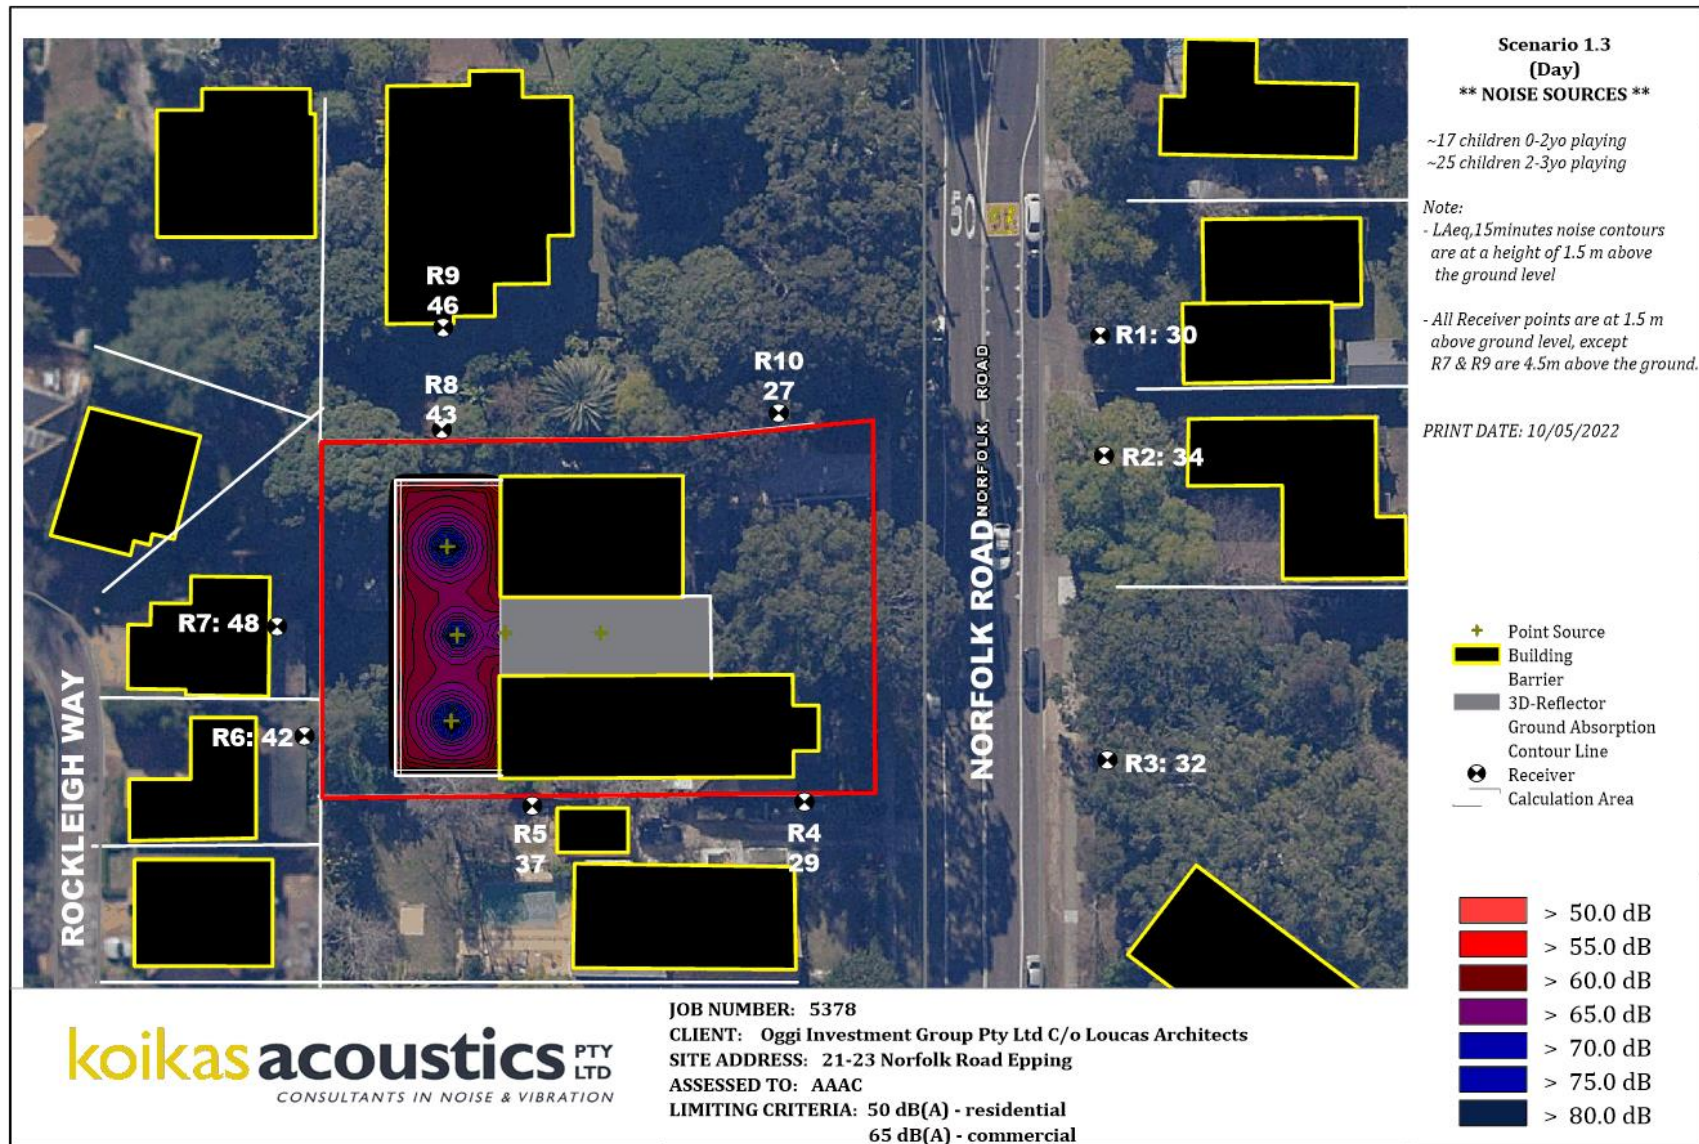 Scenario 1.3
(Day)
** NOISE SOURCES **
~17 children 0-2yo playing
~25 children 2-3yo playing
Note:
- LAeq,15minutes noise contours
are at a height of 1.5 m above
the ground level
- All Receiver points are at 1.5 m
above ground level, except
R7 & R9 are 4.5m above the ground.
PRINT DATE: 10/05/2022
R9
46
R8
43
R10
27
R1: 30
R2: 34
R7: 48
R6: 42
R3: 32
R5
37
R4
29
50
NORFOLK ROAD
NORFOLK ROAD
ROCKLEIGH WAY
Point Source
Building
Barrier
3D-Reflector
Ground Absorption
Contour Line
Receiver
Calculation Area
> 50.0 dB
> 55.0 dB
> 60.0 dB
> 65.0 dB
> 70.0 dB
> 75.0 dB
> 80.0 dB
koikas acoustics PTY LTD
CONSULTANTS IN NOISE & VIBRATION
JOB NUMBER: 5378
CLIENT: Oggi Investment Group Pty Ltd C/o Loucas Architects
SITE ADDRESS: 21-23 Norfolk Road Epping
ASSESSED TO: AAAC
LIMITING CRITERIA: 50 dB(A) - residential
65 dB(A) - commercial